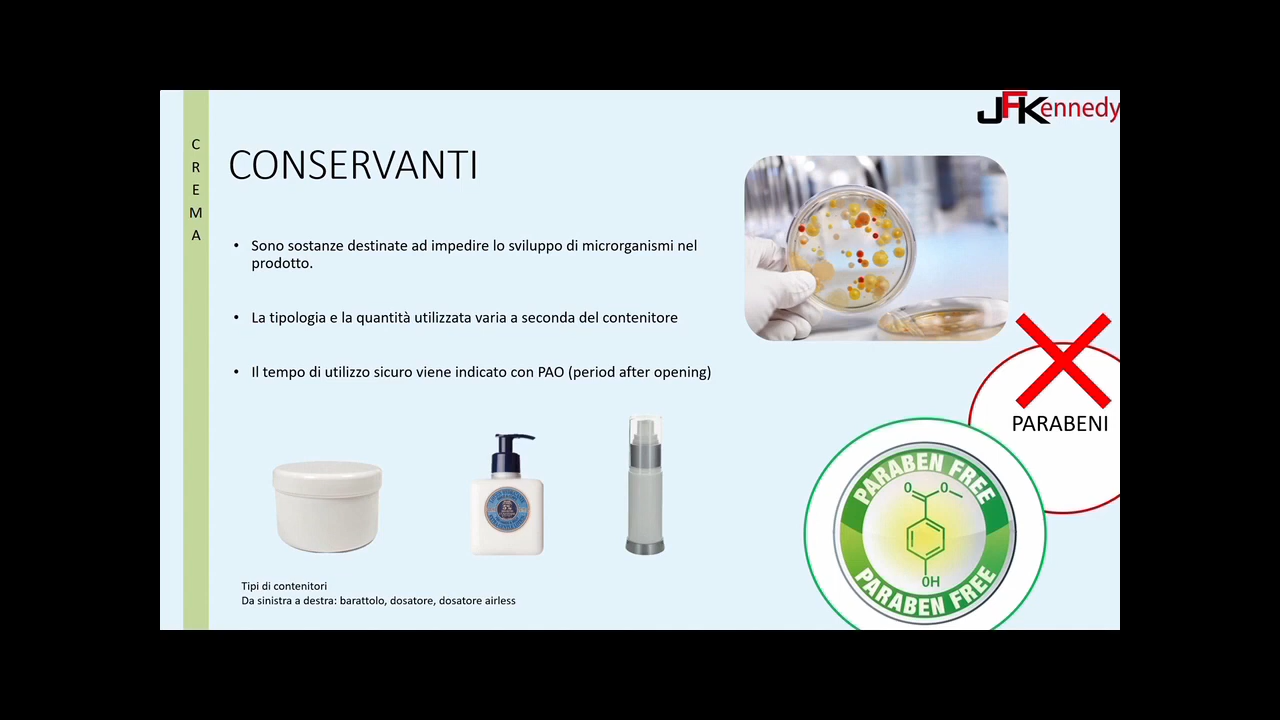 JFKennedy
C
R
E
M
A
CONSERVANTI
• Sono sostanze destinate ad impedire lo sviluppo di microrganismi nel
prodotto.
• La tipologia e la quantità utilizzata varia a seconda del contenitore
• Il tempo di utilizzo sicuro viene indicato con PAO (period after opening)
PARABENI
PARABEN FREE
O
O
OH
PARABEN FREE
Tipi di contenitori
Da sinistra a destra: barattolo, dosatore, dosatore airless